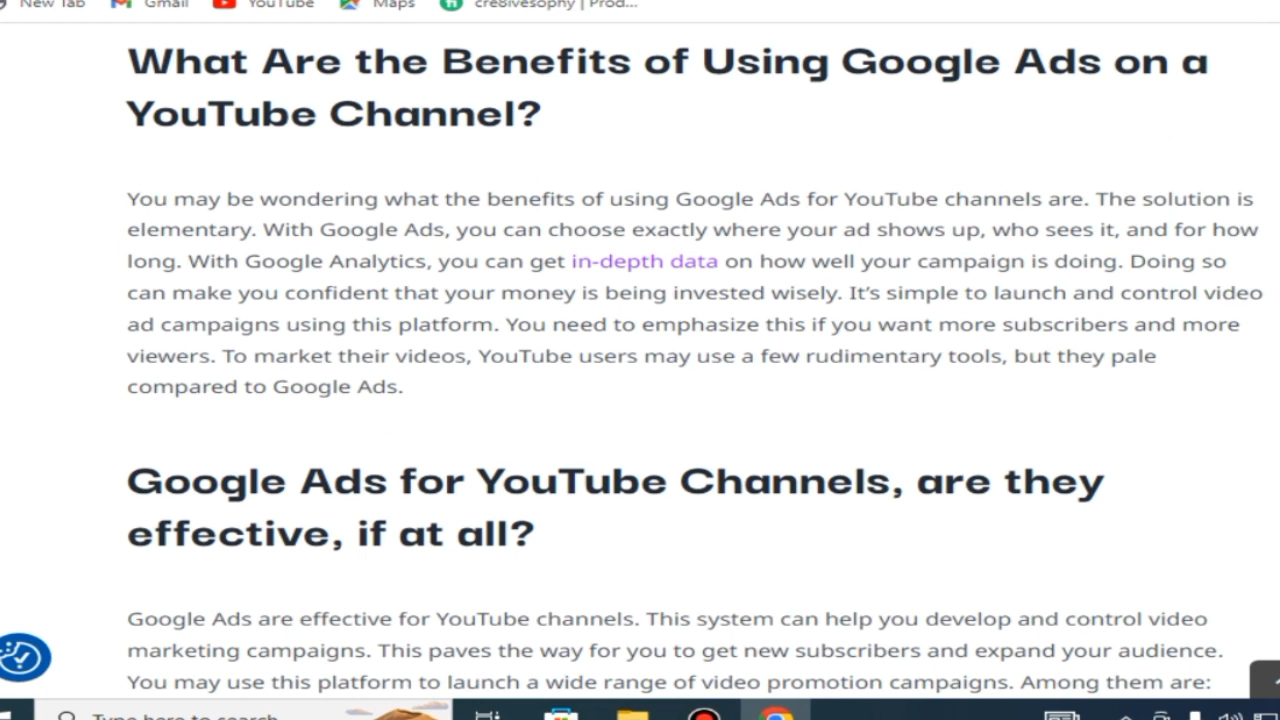 New Tab Gmail YouTube Maps cre8ivesophy | Prod...
What Are the Benefits of Using Google Ads on a
YouTube Channel?
You may be wondering what the benefits of using Google Ads for YouTube channels are. The solution is
elementary. With Google Ads, you can choose exactly where your ad shows up, who sees it, and for how
long. With Google Analytics, you can get in-depth data on how well your campaign is doing. Doing so
can make you confident that your money is being invested wisely. It’s simple to launch and control video
ad campaigns using this platform. You need to emphasize this if you want more subscribers and more
viewers. To market their videos, YouTube users may use a few rudimentary tools, but they pale
compared to Google Ads.
Google Ads for YouTube Channels, are they
effective, if at all?
Google Ads are effective for YouTube channels. This system can help you develop and control video
marketing campaigns. This paves the way for you to get new subscribers and expand your audience.
You may use this platform to launch a wide range of video promotion campaigns. Among them are:
Type here to search